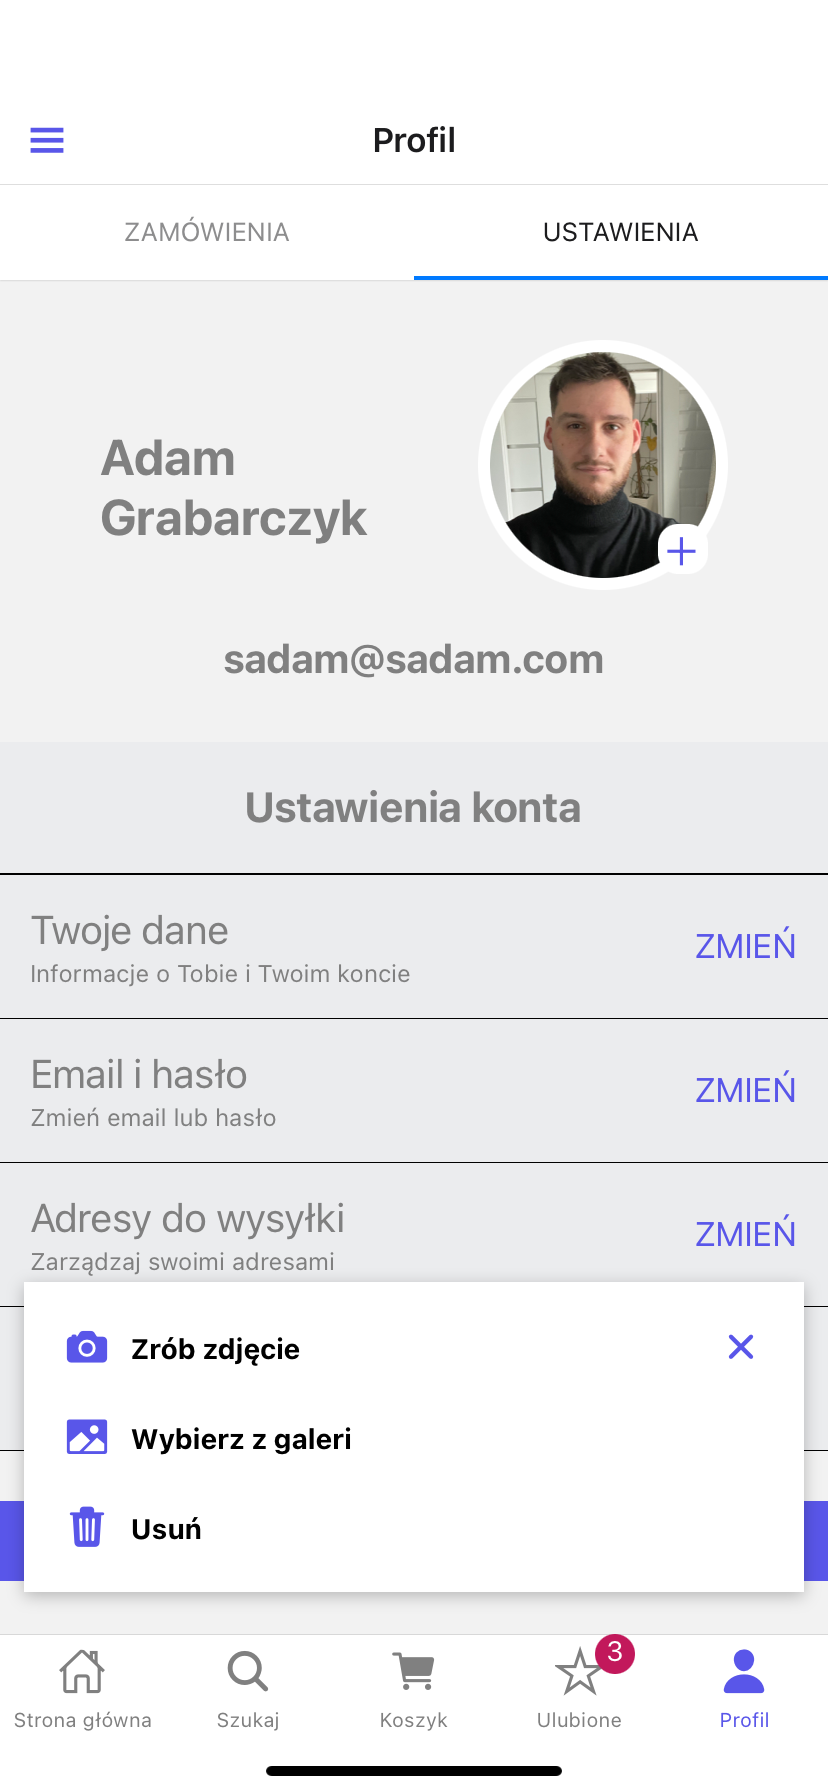 Profil
ZAMÓWIENIA
USTAWIENIA
Adam
Grabarczyk
sadam@sadam.com
Ustawienia konta
Twoje dane
Informacje o Tobie i Twoim koncie
ZMIEŃ
Email i hasło
Zmień email lub hasło
ZMIEŃ
Adresy do wysyłki
Zarządzaj swoimi adresami
ZMIEŃ
Zrób zdjęcie
Wybierz z galeri
Usuń
3
Strona główna
Szukaj
Koszyk
Ulubione
Profil